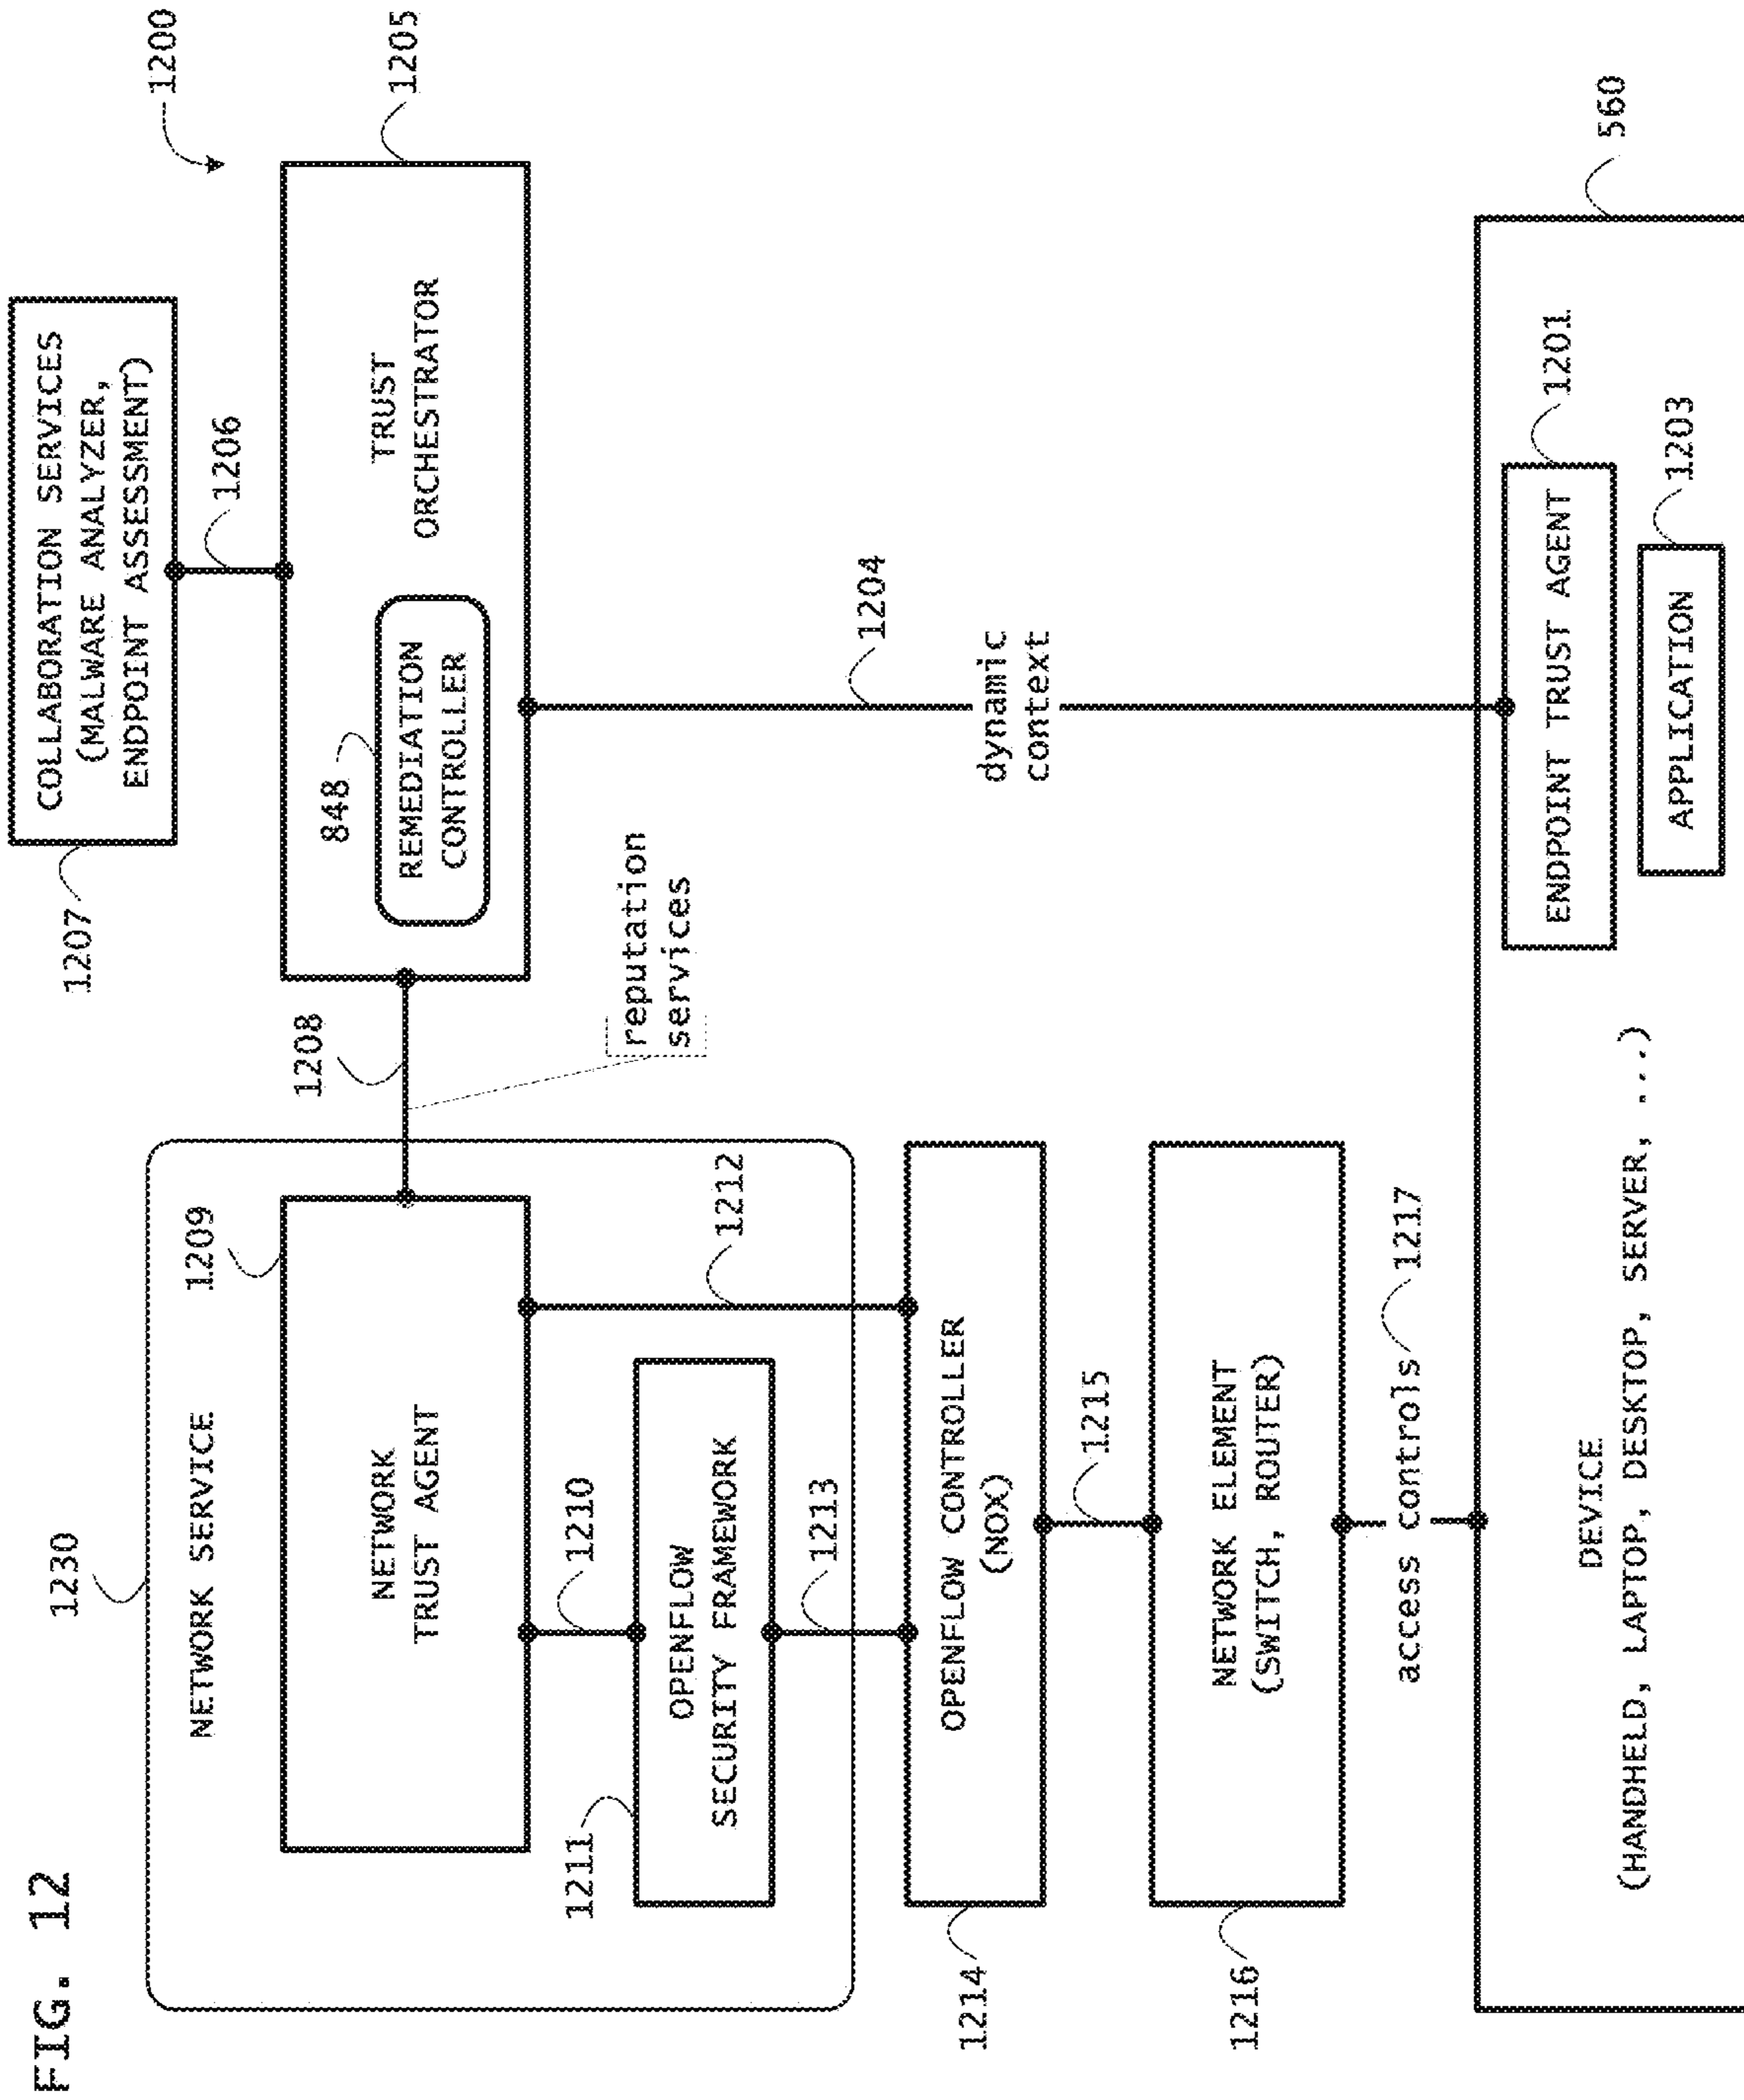 FIG. 12
1200
1230
NETWORK SERVICE
1209
NETWORK
TRUST AGENT
1210
1211
OPENFLOW
SECURITY FRAMEWORK
1212
1213
1208
reputation
services
1207
COLLABORATION SERVICES
(MALWARE ANALYZER,
ENDPOINT ASSESSMENT)
1206
1205
TRUST
ORCHESTRATOR
848
REMEDIATION
CONTROLLER
1204
dynamic
context
1214
OPENFLOW CONTROLLER
(NOX)
1215
1216
NETWORK ELEMENT
(SWITCH, ROUTER)
access controls
1217
560
DEVICE
(HANDHELD, LAPTOP, DESKTOP, SERVER, ...)
ENDPOINT TRUST AGENT
1201
APPLICATION
1203